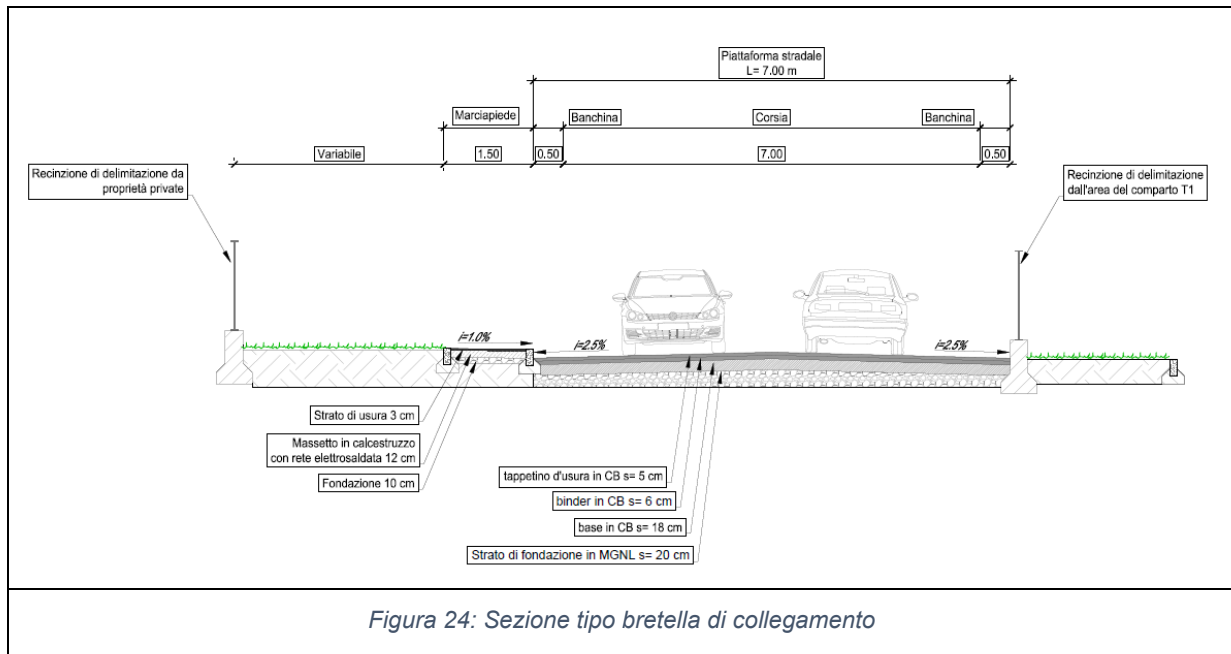 Piattaforma stradale
L= 7.00 m
Marciapiede
Banchina
Corsia
Banchina
Variabile
1.50
0.50
7.00
0.50
Recinzione di delimitazione da
proprietà private
Recinzione di delimitazione
dall'area del comparto T1
i=1.0%
i=2.5%
i=2.5%
Strato di usura 3 cm
Massetto in calcestruzzo
con rete elettrosaldata 12 cm
Fondazione 10 cm
tappetino d'usura in CB s= 5 cm
binder in CB s= 6 cm
base in CB s= 18 cm
Strato di fondazione in MGNL s= 20 cm
Figura 24: Sezione tipo bretella di collegamento